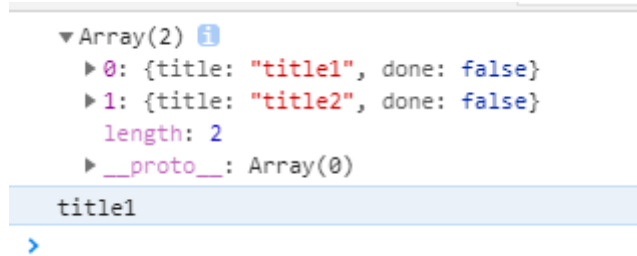 ▼Array(2) i
▶0: {title: "title1", done: false}
▶1: {title: "title2", done: false}
length: 2
▶__proto__: Array(0)
title1
>